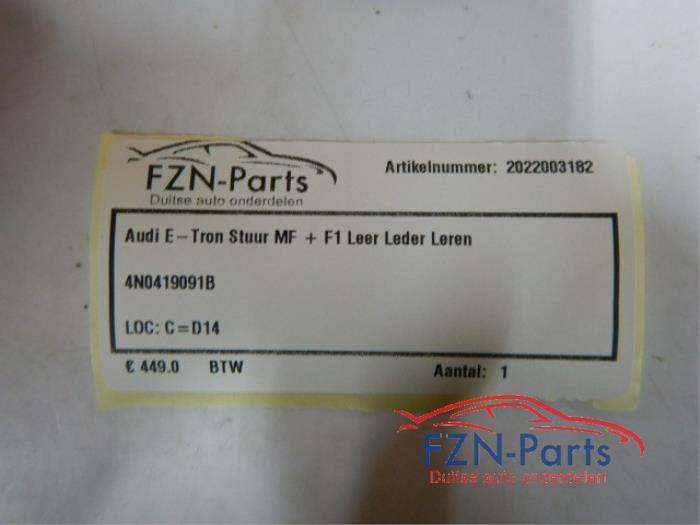 FZN-Parts
Duitse auto onderdelen
Artikelnummer: 2022003182
Audi E-Tron Stuur MF + F1 Leer Leder Leren
4N0419091B
LOC: C=D14
€ 449.0 BTW Aantal: 1
FZN-Parts
Duitse auto onderdelen